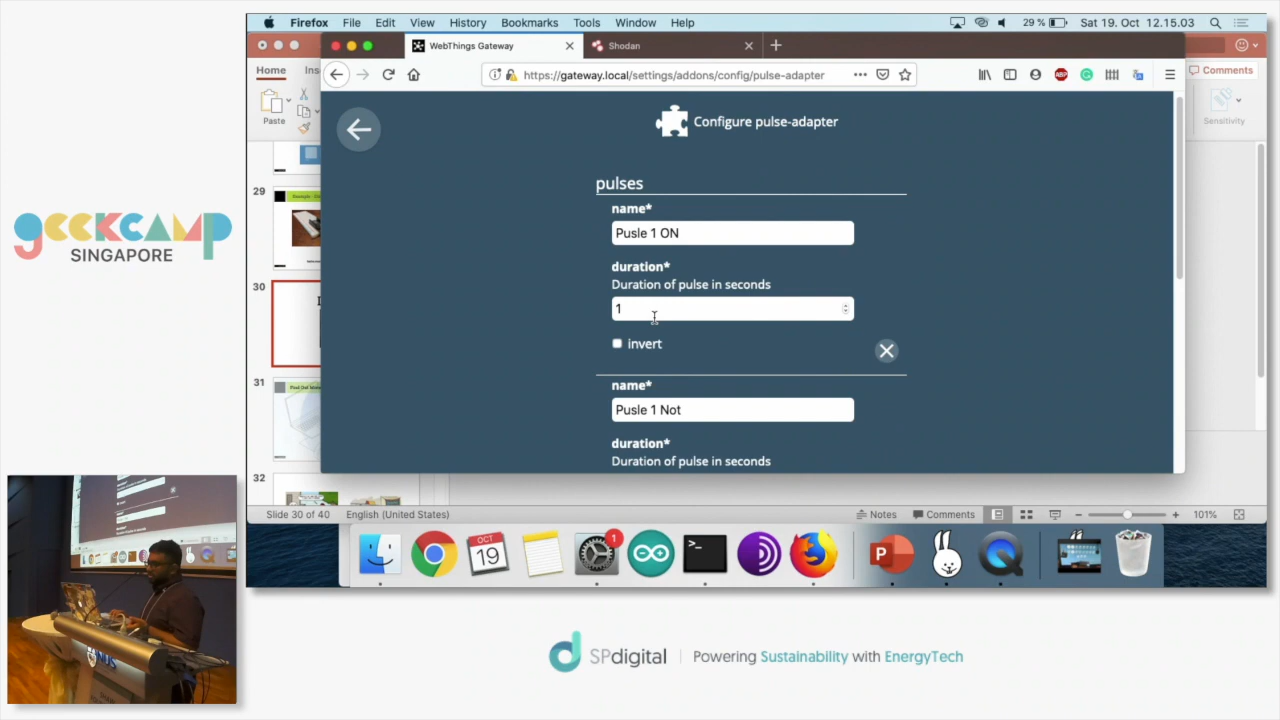 Firefox File Edit View History Bookmarks Tools Window Help
29 % Sat 19. Oct 12.15.03
WebThings Gateway
Shodan
https://gateway.local/settings/addons/config/pulse-adapter
ABP
Home
Ins
Comments
Paste
Sensitivity
Configure pulse-adapter
pulses
name*
Pusle 1 ON
duration*
Duration of pulse in seconds
1
invert
name*
Pusle 1 Not
duration*
Duration of pulse in seconds
29
30
31
32
Slide 30 of 40
English (United States)
Notes
Comments
101%
OCT
19
1
P
geekcamp
SINGAPORE
NUS
SPdigital
Powering Sustainability with EnergyTech